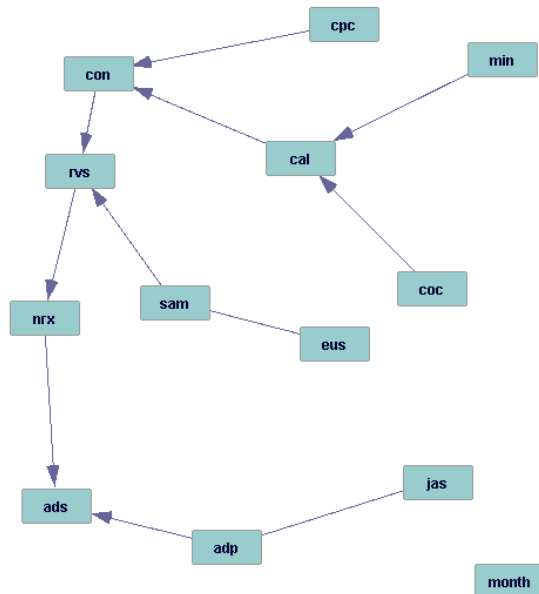 cpc
con
min
cal
rvs
coc
sam
nrx
eus
jas
ads
adp
month